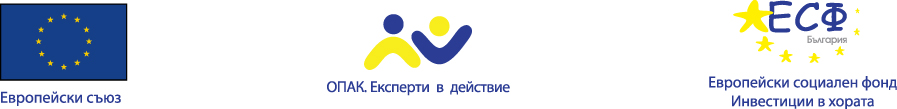 Европейски съюз
ОПАК. Експерти в действие
ЕСФ
България
Европейски социален фонд
Инвестиции в хората